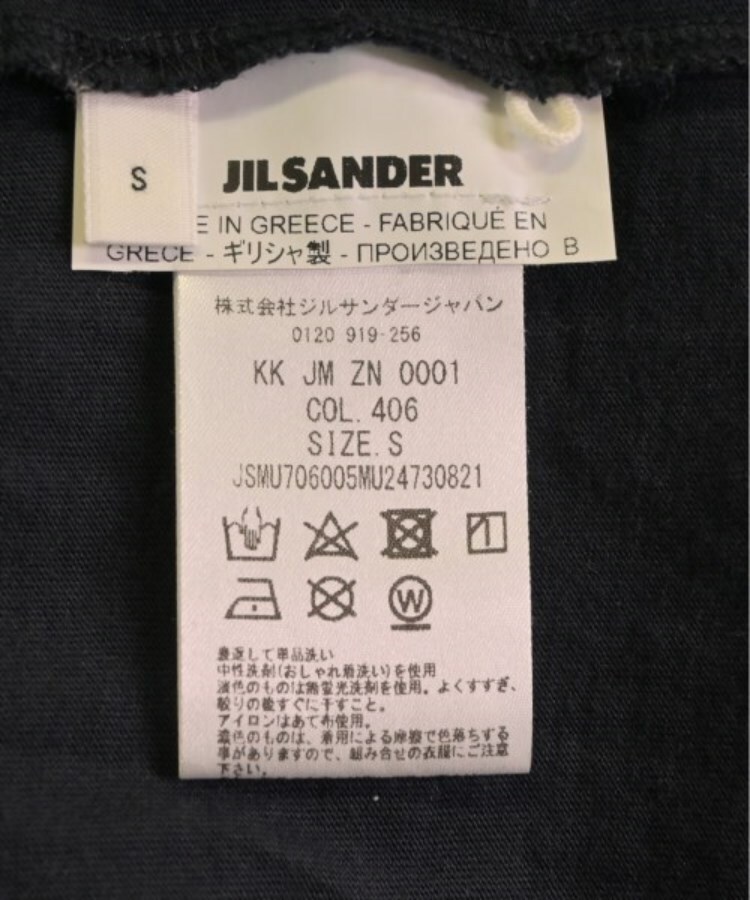 S
JIL SANDER
E IN GREECE - FABRIQUÉ EN
GRECE - ギリシャ製 - ПРОИЗВЕДЕНО В
株式会社ジルサンダージャパン
0120 919-256
KK JM ZN 0001
COL. 406
SIZE. S
JSMU706005MU24730821
W
裏返して単品洗い
中性洗剤(おしゃれ着洗い)を使用
淡色のものは無蛍光洗剤を使用。よくすすぎ、
絞りの後すぐに干すこと。
アイロンはあて布使用。
濃色のものは、着用による摩擦で色落ちする
事がありますので、組み合せの衣服にご注意
下さい。